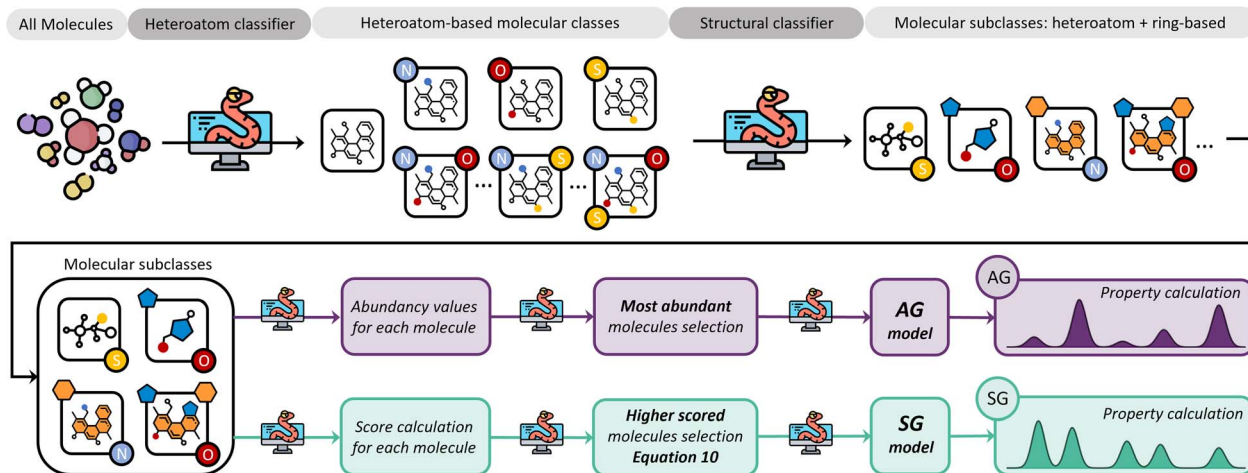 All Molecules
Heteroatom classifier
Heteroatom-based molecular classes
Structural classifier
Molecular subclasses: heteroatom + ring-based
N
O
S
N
O
...
N
S
...
N
O
S
S
O
N
O
...
Molecular subclasses
S
O
N
O
Abundancy values
for each molecule
Most abundant
molecules selection
AG
model
AG
Property calculation
Score calculation
for each molecule
Higher scored
molecules selection
Equation 10
SG
model
SG
Property calculation